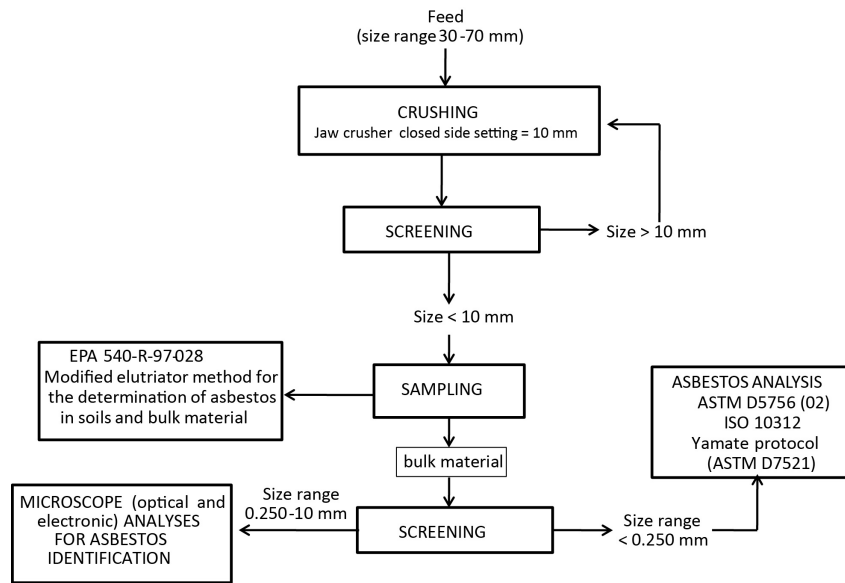 Feed
(size range 30-70 mm)
CRUSHING
Jaw crusher closed side setting = 10 mm
SCREENING
Size > 10 mm
Size < 10 mm
EPA 540-R-97-028
Modified elutriator method for
the determination of asbestos
in soils and bulk material
SAMPLING
ASBESTOS ANALYSIS
ASTM D5756 (02)
ISO 10312
Yamate protocol
(ASTM D7521)
bulk material
MICROSCOPE (optical and
electronic) ANALYSES
FOR ASBESTOS
IDENTIFICATION
Size range
0.250-10 mm
SCREENING
Size range
< 0.250 mm